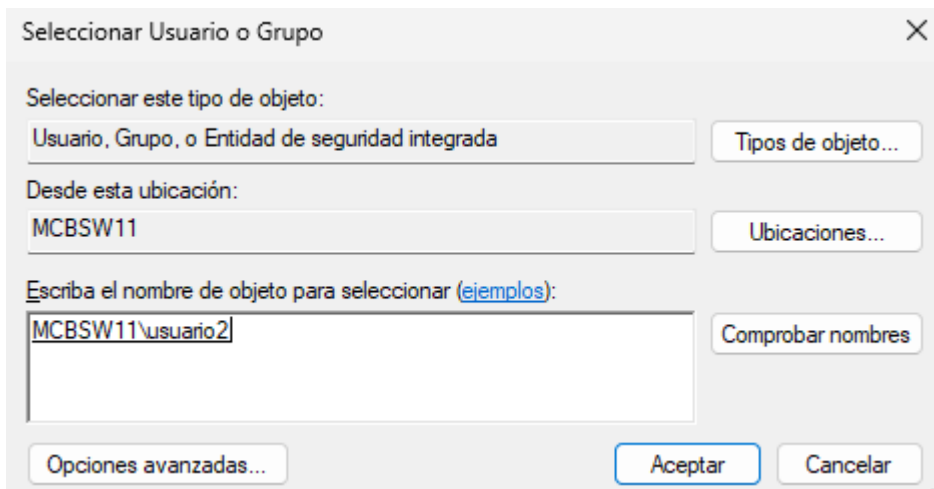 Seleccionar Usuario o Grupo
Seleccionar este tipo de objeto:
Usuario, Grupo, o Entidad de seguridad integrada
Tipos de objeto...
Desde esta ubicación:
MCBSW11
Ubicaciones...
Escriba el nombre de objeto para seleccionar (ejemplos):
MCBSW11\usuario2
Comprobar nombres
Opciones avanzadas...
Aceptar
Cancelar